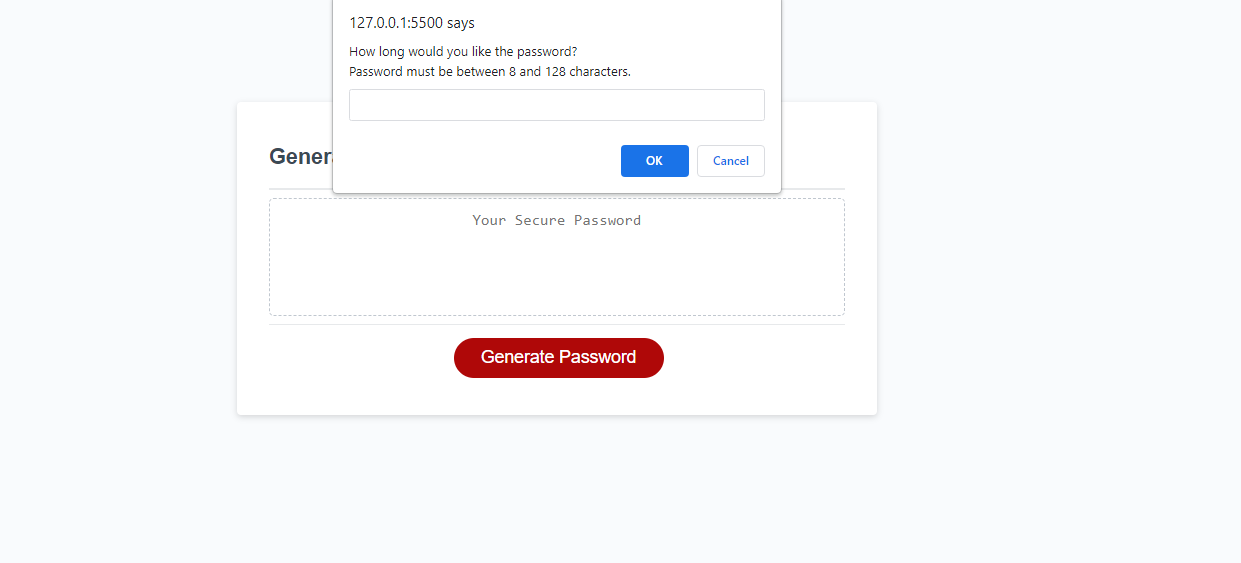 127.0.0.1:5500 says
How long would you like the password?
Password must be between 8 and 128 characters.
OK Cancel
Your Secure Password
Generate Password